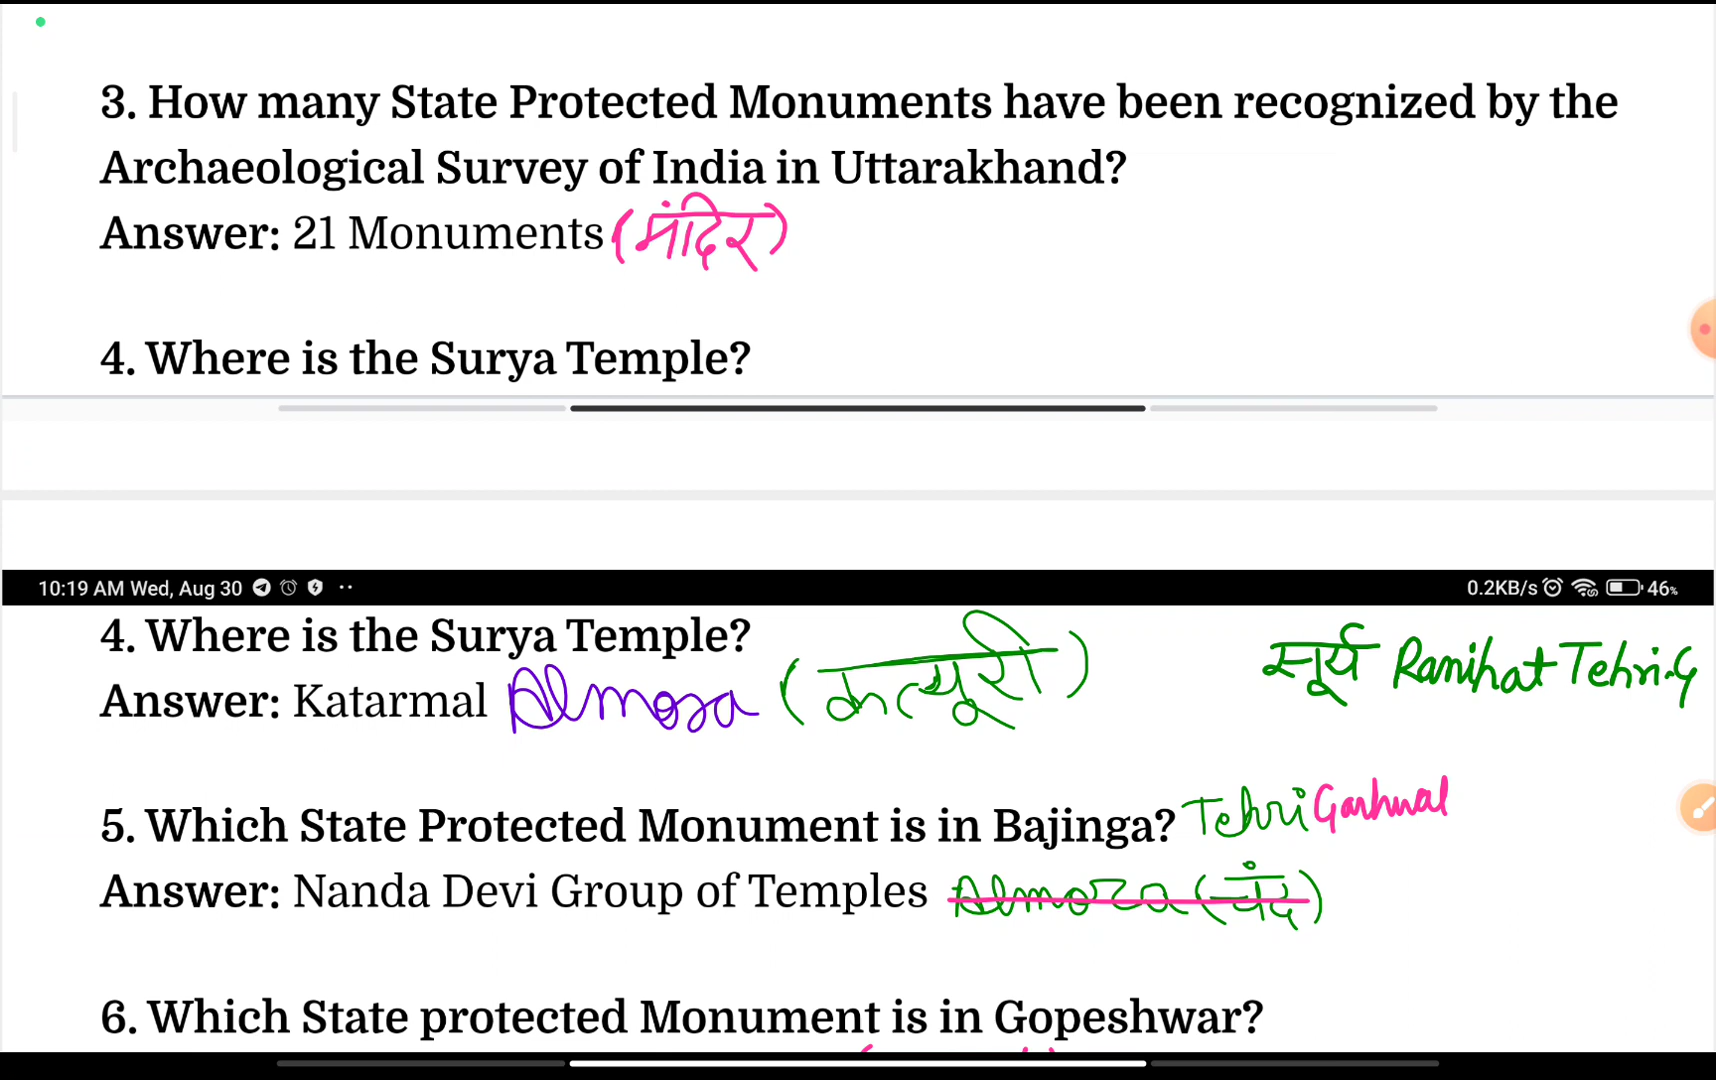 3. How many State Protected Monuments have been recognized by the
Archaeological Survey of India in Uttarakhand?
Answer: 21 Monuments (मंदिर)
4. Where is the Surya Temple?
10:19 AM Wed, Aug 30 0.2KB/s 46%
4. Where is the Surya Temple?
Answer: Katarmal Almora (कत्यूरी) सूर्य Ranihat Tehri.G
5. Which State Protected Monument is in Bajinga? Tehri Garhwal
Answer: Nanda Devi Group of Temples Almora (चंद)
6. Which State protected Monument is in Gopeshwar?